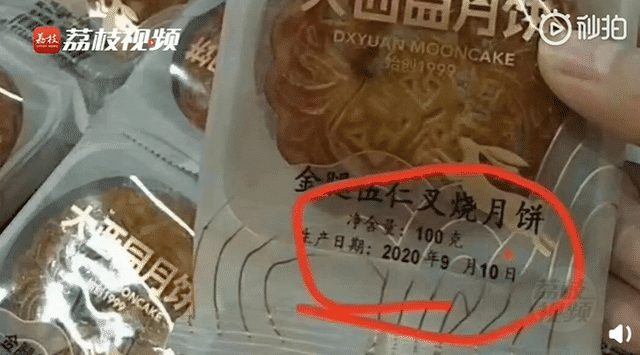 荔枝视频
秒拍
DXYUAN MOONCAKE
始创1999
金腿伍仁叉烧月饼
净含量：100克
生产日期：2020年9月10日
荔枝
视频